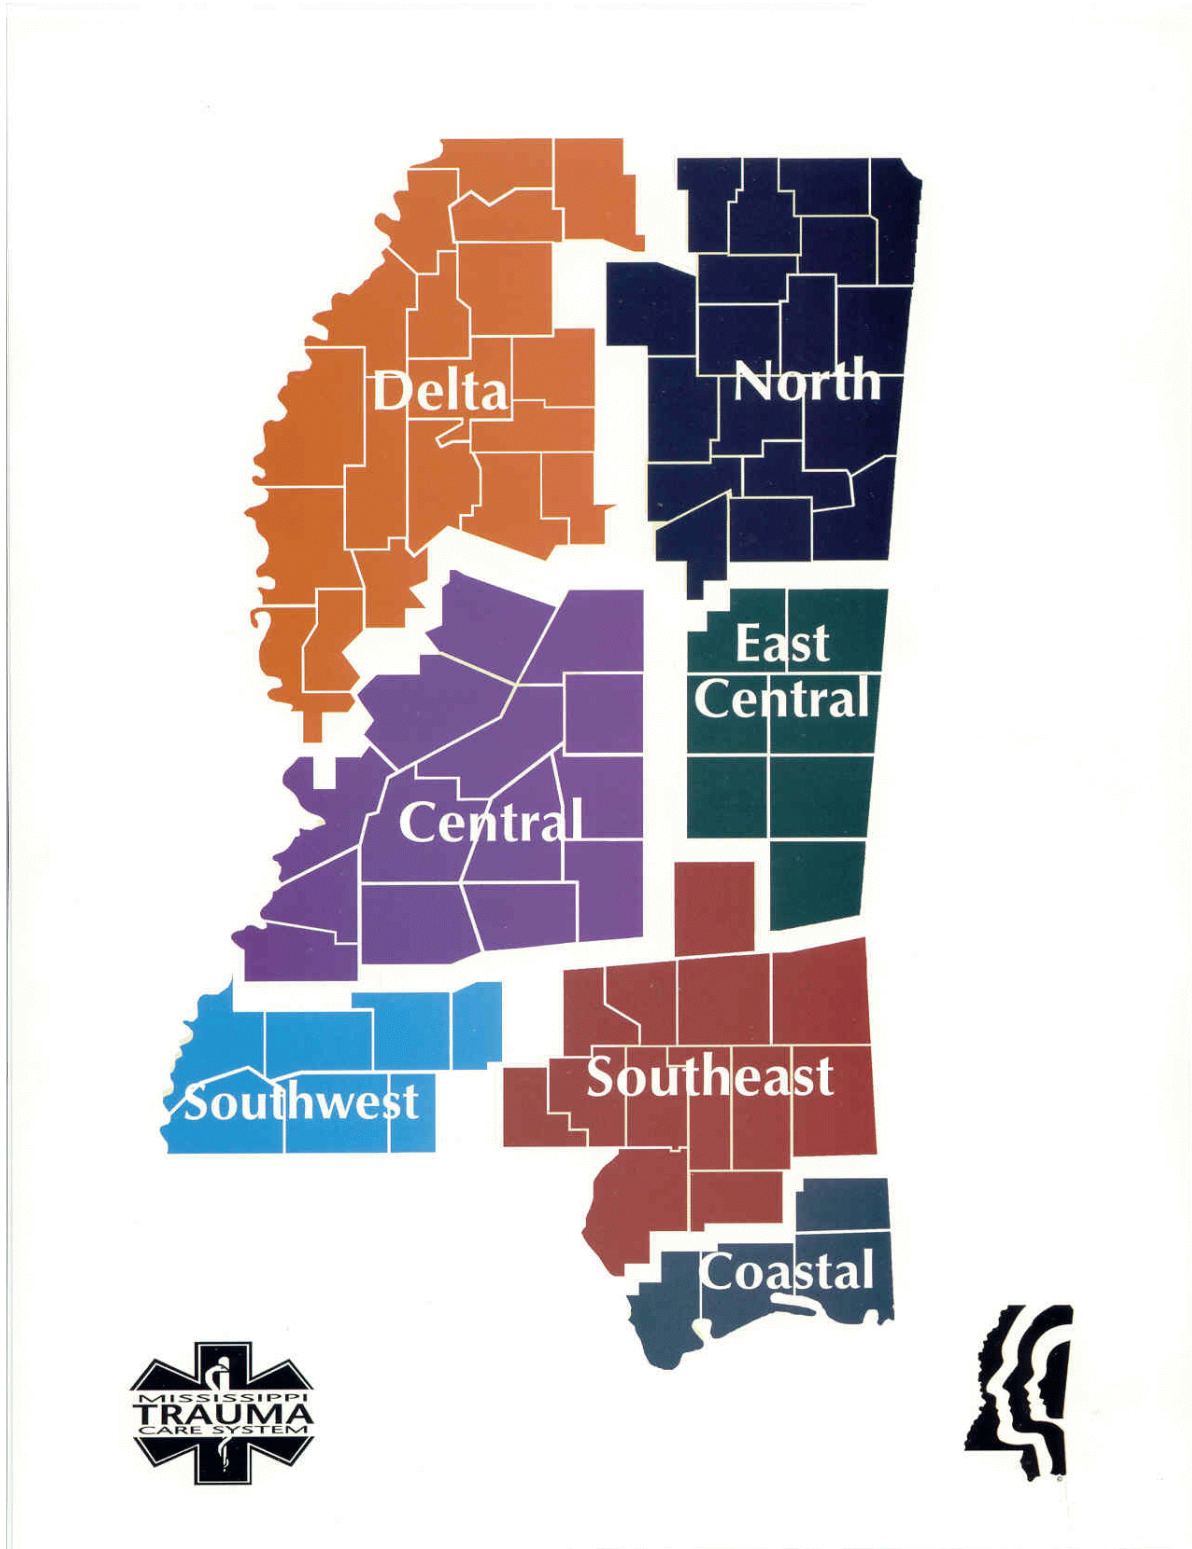 Delta
North
East
Central
Central
Southeast
Southwest
Coastal
MISSISSIPPI
TRAUMA
CARE SYSTEM
©